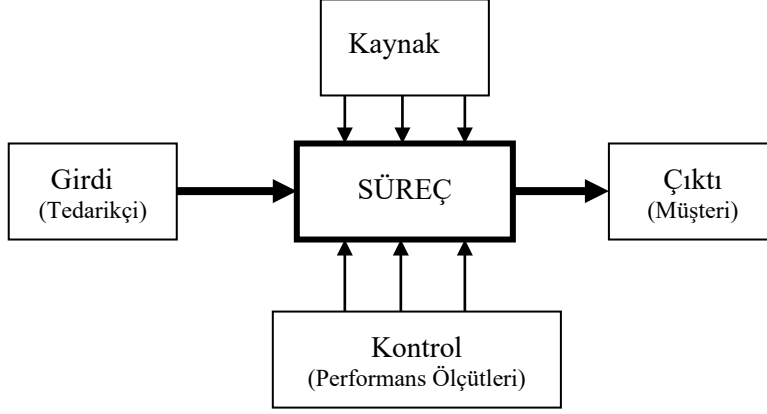 Kaynak
Girdi
(Tedarikçi)
SÜREÇ
Çıktı
(Müşteri)
Kontrol
(Performans Ölçütleri)